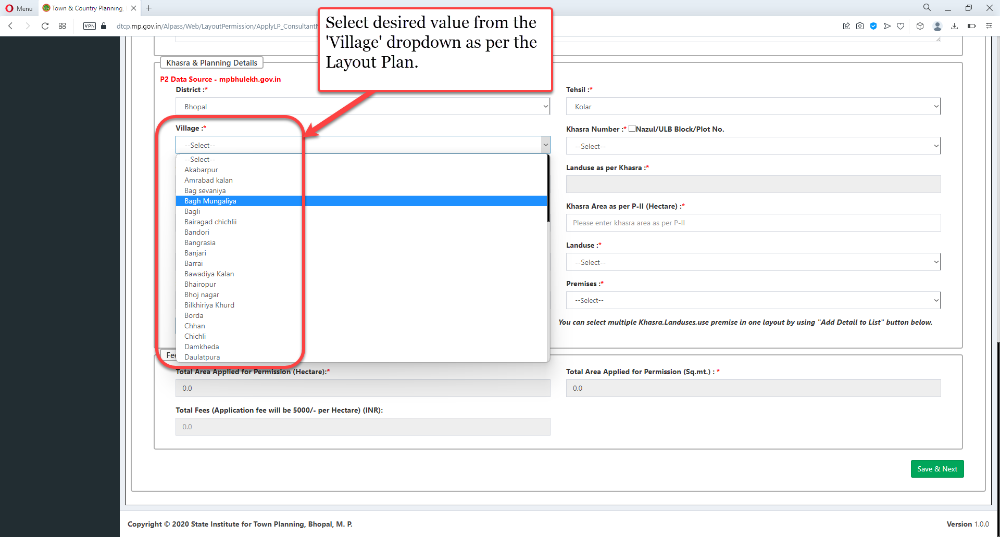 Menu
Town & Country Planning,
VPN
dtcp.mp.gov.in/Alpass/Web/LayoutPermission/ApplyLP_Consultant
Select desired value from the
'Village' dropdown as per the
Layout Plan.
Khasra & Planning Details
P2 Data Source - mpbhulekh.gov.in
District :*
Tehsil :*
Bhopal
Kolar
Village :*
Khasra Number :* Nazul/ULB Block/Plot No.
--Select--
--Select--
--Select--
Akabarpur
Amrabad kalan
Bag sevaniya
Bagh Mungaliya
Bagli
Bairagad chichlii
Bandori
Bangrasia
Banjari
Barrai
Bawadiya Kalan
Bhairopur
Bhoj nagar
Bilkhiriya Khurd
Borda
Chhan
Chichli
Damkheda
Daulatpura
Landuse as per Khasra :*
Khasra Area as per P-II (Hectare) :*
Please enter khasra area as per P-II
Landuse :*
--Select--
Premises :*
--Select--
You can select multiple Khasra,Landuses,use premise in one layout by using "Add Detail to List" button below.
Total Area Applied for Permission (Hectare):*
Total Area Applied for Permission (Sq.mt.) : *
0.0
0.0
Total Fees (Application fee will be 5000/- per Hectare) (INR):
0.0
Save & Next
Copyright © 2020 State Institute for Town Planning, Bhopal, M. P.
Version 1.0.0